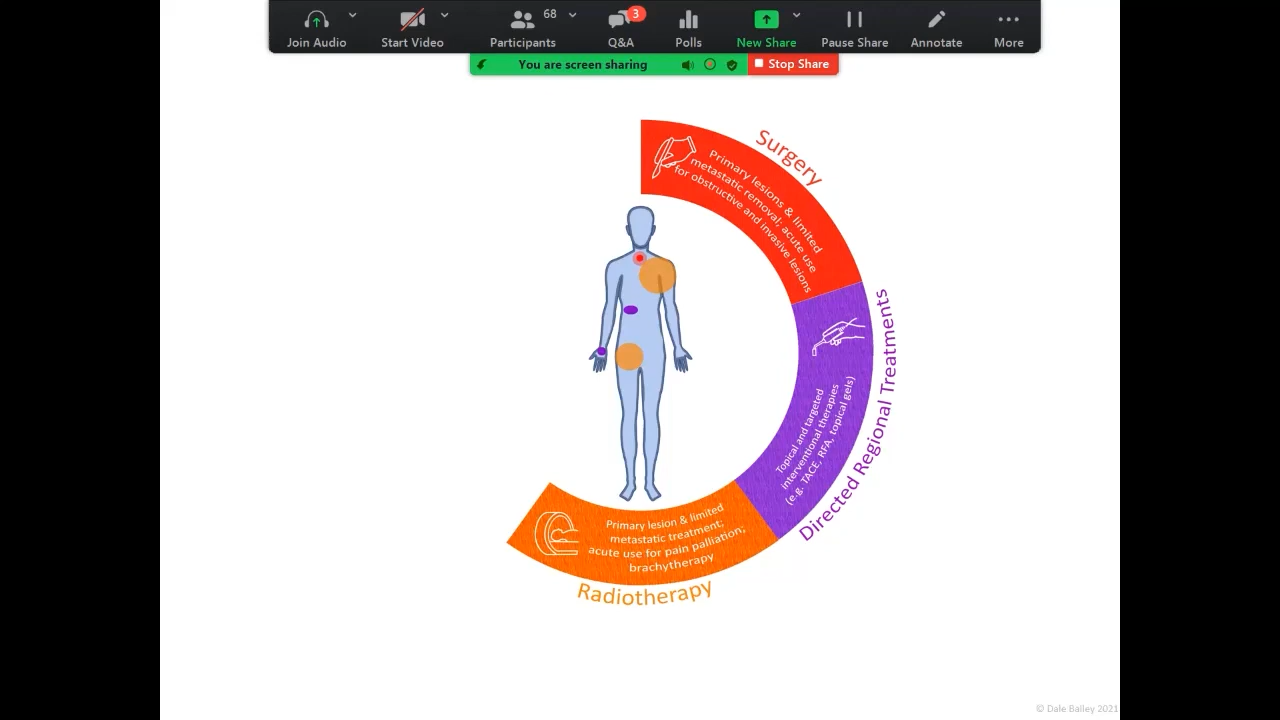 Join Audio
Start Video
68
Participants
3
Q&A
Polls
New Share
Pause Share
Annotate
More
You are screen sharing
Stop Share
Surgery
Primary lesions & limited
metastatic removal; acute use
for obstructive and invasive lesions
Directed Regional Treatments
Topical and targeted
interventional therapies
(e.g. TACE, RFA, topical gels)
Primary lesion & limited
metastatic treatment;
acute use for pain palliation;
brachytherapy
Radiotherapy
© Dale Bailey 2021